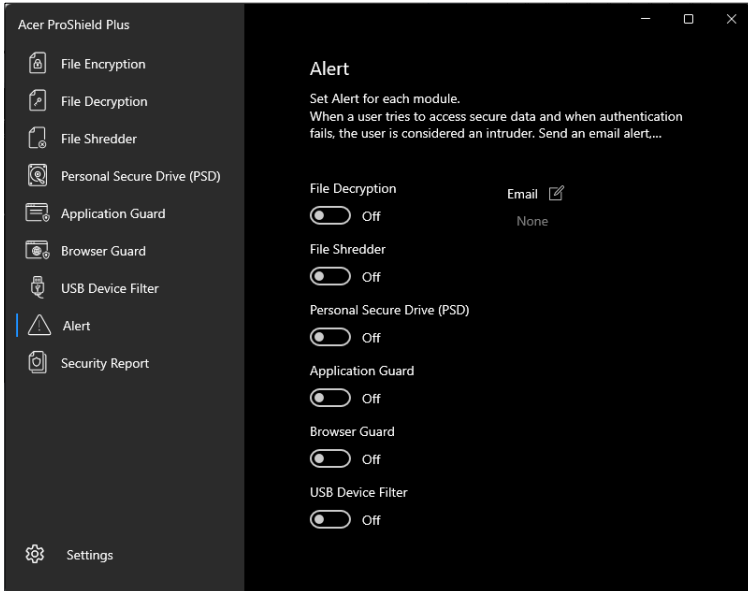 Acer ProShield Plus
File Encryption
File Decryption
File Shredder
Personal Secure Drive (PSD)
Application Guard
Browser Guard
USB Device Filter
Alert
Security Report
Settings
Alert
Set Alert for each module.
When a user tries to access secure data and when authentication
fails, the user is considered an intruder. Send an email alert,...
File Decryption
Off
Email
None
File Shredder
Off
Personal Secure Drive (PSD)
Off
Application Guard
Off
Browser Guard
Off
USB Device Filter
Off